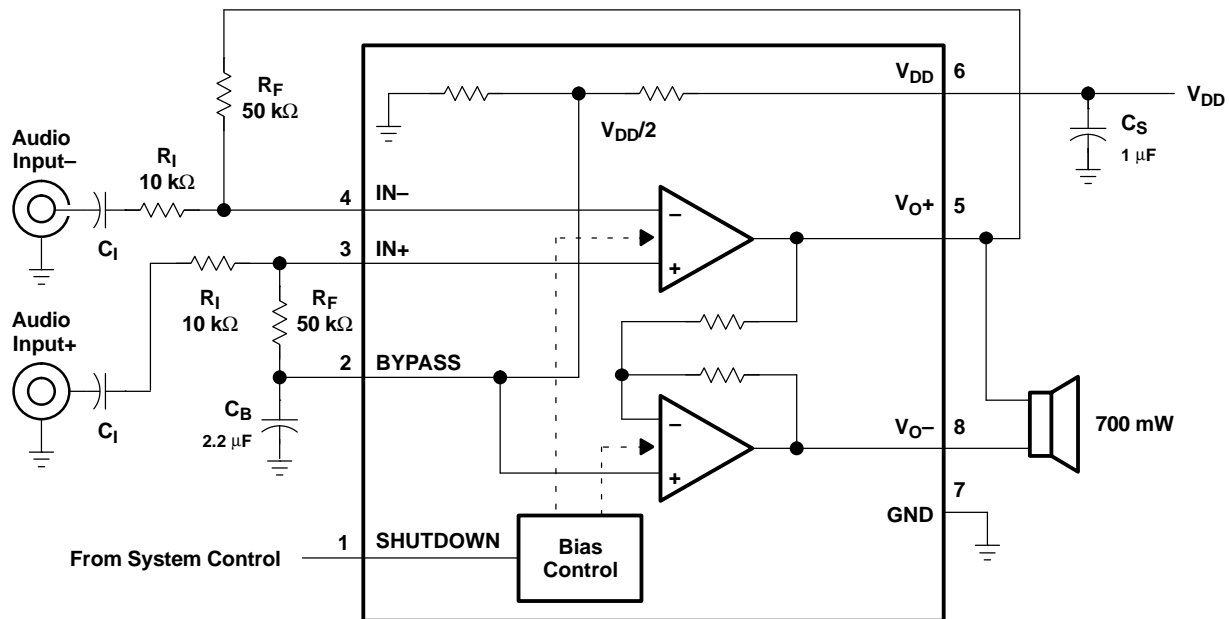 V_DD 6
R_F
50 kΩ
V_DD/2
V_DD
C_S
1 μF
Audio
Input–
R_I
10 kΩ
C_I
4 IN–
V_O+ 5
–
+
3 IN+
R_I
10 kΩ
R_F
50 kΩ
Audio
Input+
C_I
2 BYPASS
C_B
2.2 μF
–
+
V_O– 8
700 mW
7
GND
From System Control
1 SHUTDOWN
Bias
Control